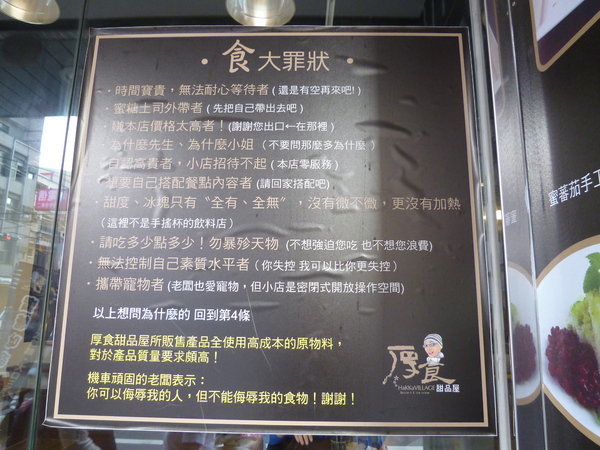 ·食大罪狀·
·時間寶貴，無法耐心等待者(還是有空再來吧!)
·蜜糖土司外帶者(先把自己帶出去吧)
·嫌本店價格太高者！(謝謝您出口←在那裡)
·為什麼先生、為什麼小姐(不要問那麼多為什麼)
·自認高貴者，小店招待不起(本店零服務)
·想要自己搭配餐點內容者(請回家搭配吧)
·甜度、冰塊只有〝全有、全無〞，沒有微不微，更沒有加熱
（這裡不是手搖杯的飲料店）
·請吃多少點多少！勿暴殄天物(不想強迫您吃 也不想您浪費)
·無法控制自己素質水平者（你失控 我可以比你更失控）
·攜帶寵物者(老闆也愛寵物，但小店是密閉式開放操作空間)
以上想問為什麼的 回到第4條
厚食甜品屋所販售產品全使用高成本的原物料，
對於產品質量要求頗高！
機車頑固的老闆表示：
你可以侮辱我的人，但不能侮辱我的食物！謝謝！
厚食
HakkaVILLAGE 甜品屋
蜜蕃茄手工